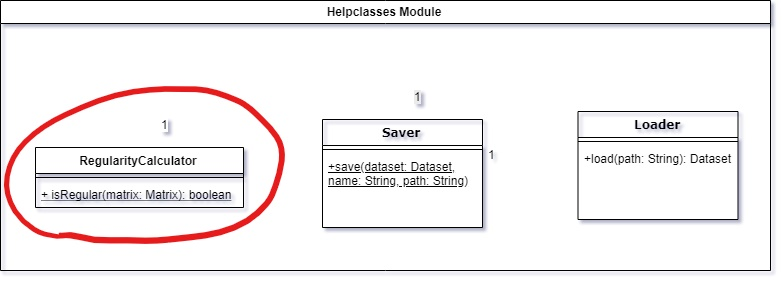 Helpclasses Module
1
RegularityCalculator
+ isRegular(matrix: Matrix): boolean
1
Saver
1
+save(dataset: Dataset,
name: String, path: String)
Loader
+load(path: String): Dataset